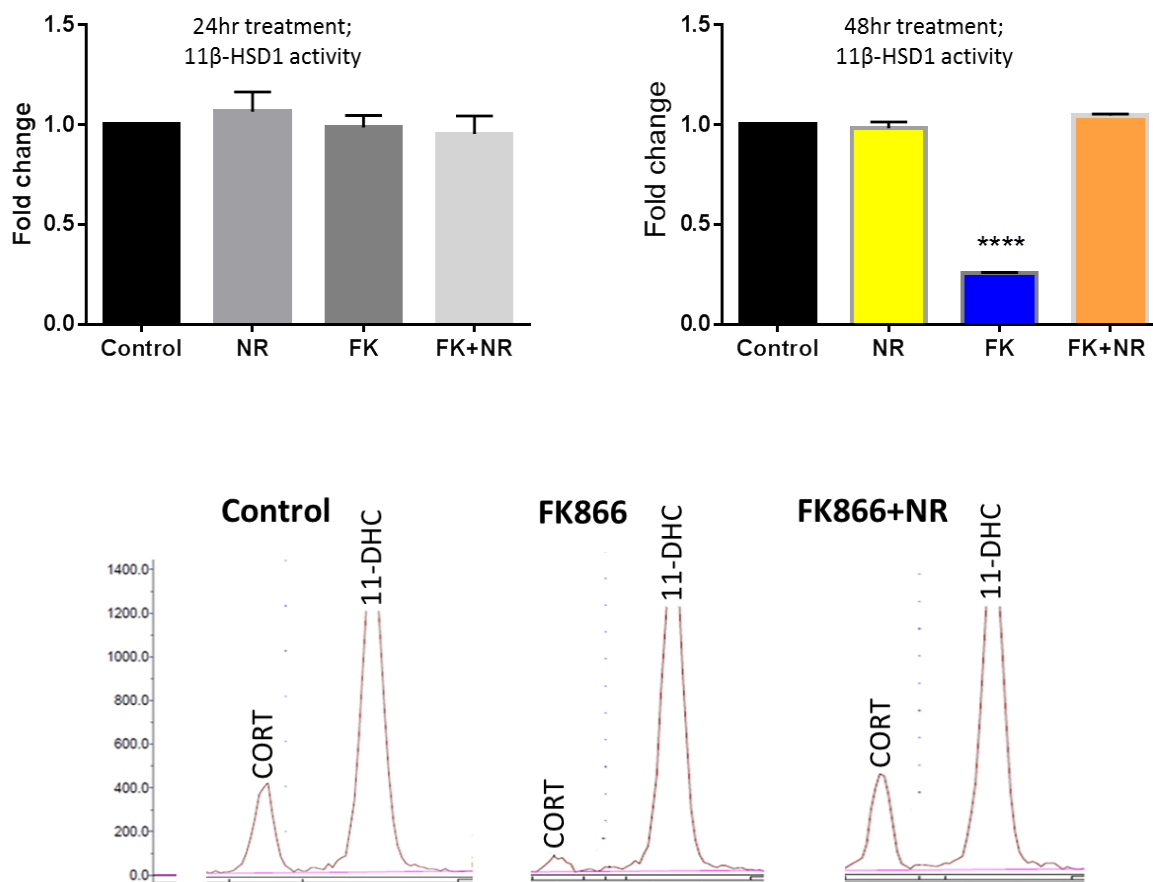 24hr treatment;
11β-HSD1 activity
Fold change
1.5
1.0
0.5
0.0
Control NR FK FK+NR
48hr treatment;
11β-HSD1 activity
Fold change
1.5
1.0
0.5
0.0
****
Control NR FK FK+NR
Control
FK866
FK866+NR
CORT
11-DHC
CORT
11-DHC
CORT
11-DHC
1400.0
1200.0
1000.0
800.0
600.0
400.0
200.0
0.0